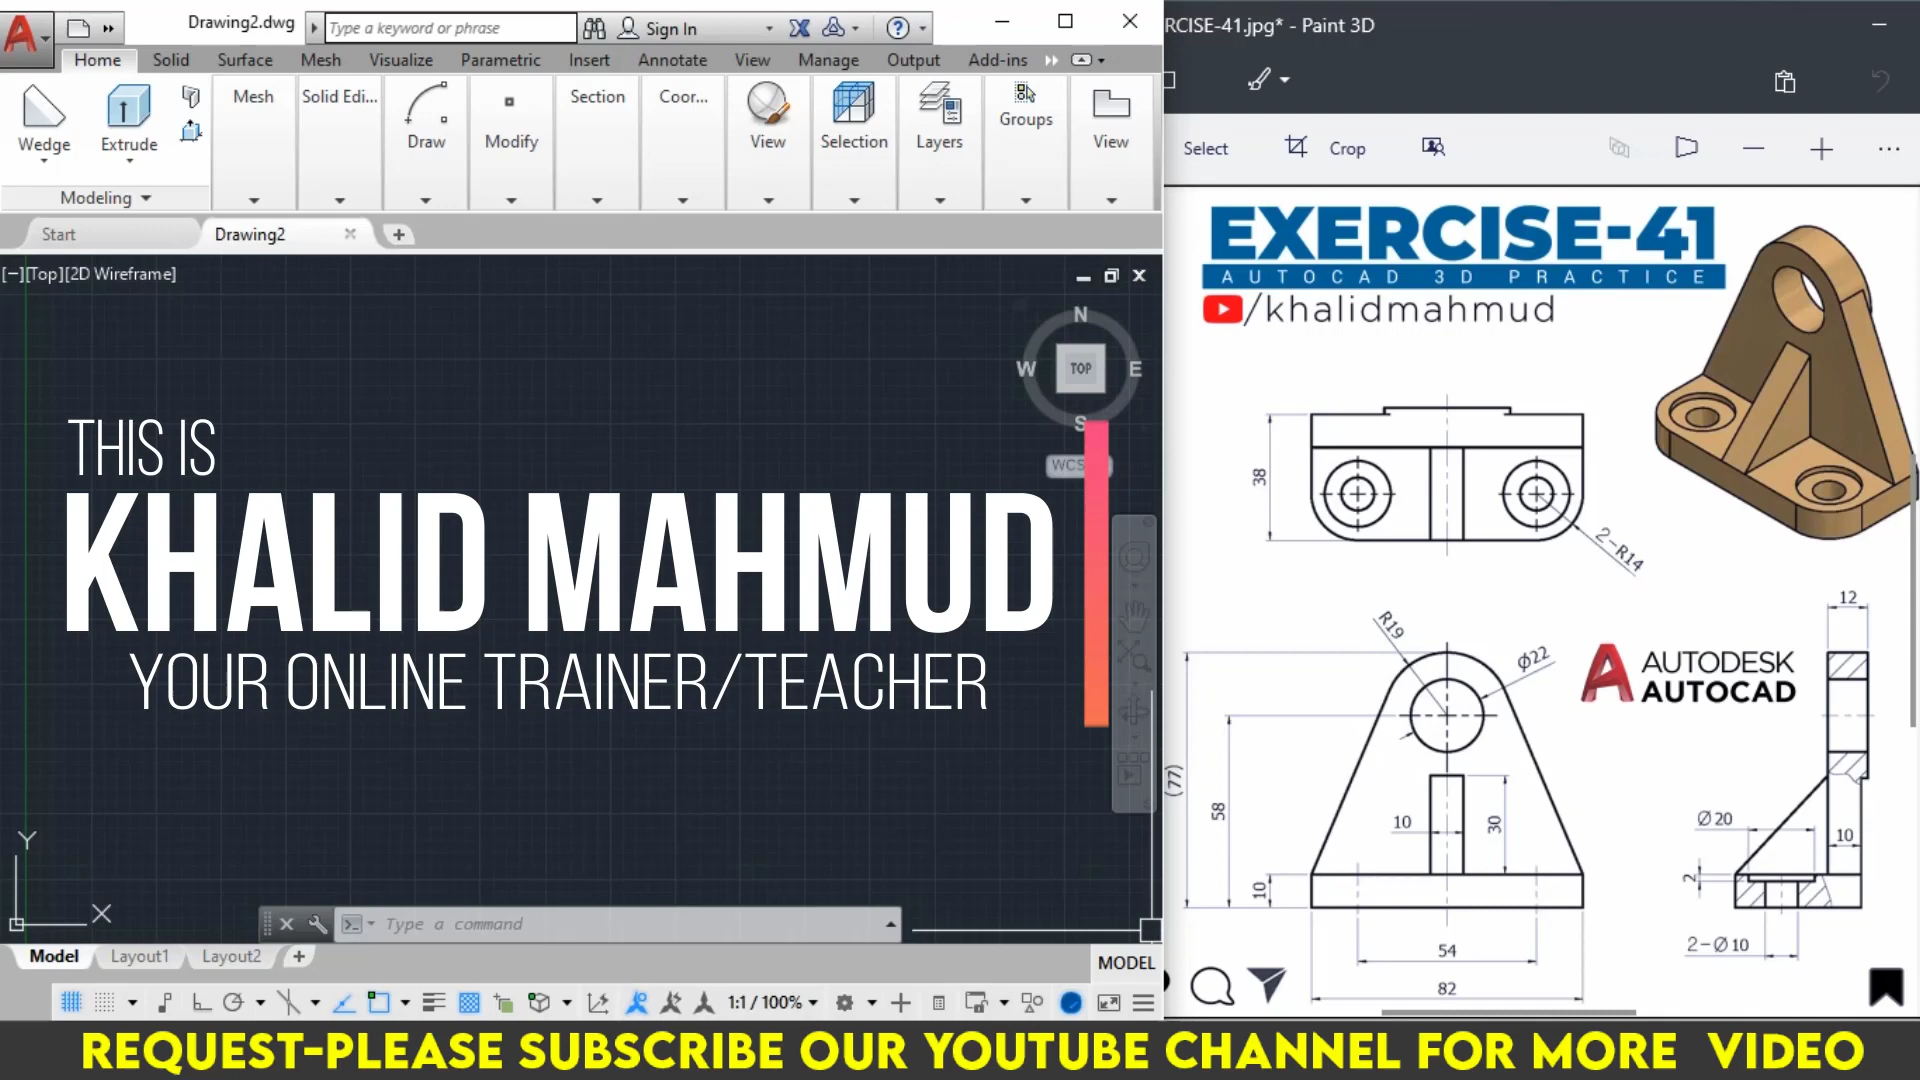 Drawing2.dwg
Type a keyword or phrase
Sign In
Home Solid Surface Mesh Visualize Parametric Insert Annotate View Manage Output Add-ins
Wedge
Extrude
Mesh
Solid Edi...
Draw
Modify
Section
Coor...
View
Selection
Layers
Groups
View
Modeling
Start
Drawing2
[−][Top][2D Wireframe]
N
W
TOP
E
S
WCS
THIS IS
KHALID MAHMUD
YOUR ONLINE TRAINER/TEACHER
Y
X
Type a command
Model
Layout1
Layout2
MODEL
1:1 / 100%
RCISE-41.jpg* - Paint 3D
Select
Crop
EXERCISE-41
AUTOCAD 3D PRACTICE
/khalidmahmud
38
2-R14
12
R19
Φ22
AUTODESK
AUTOCAD
(77)
58
10
30
10
Ø20
10
2
54
2-Ø10
82
REQUEST-PLEASE SUBSCRIBE OUR YOUTUBE CHANNEL FOR MORE VIDEO